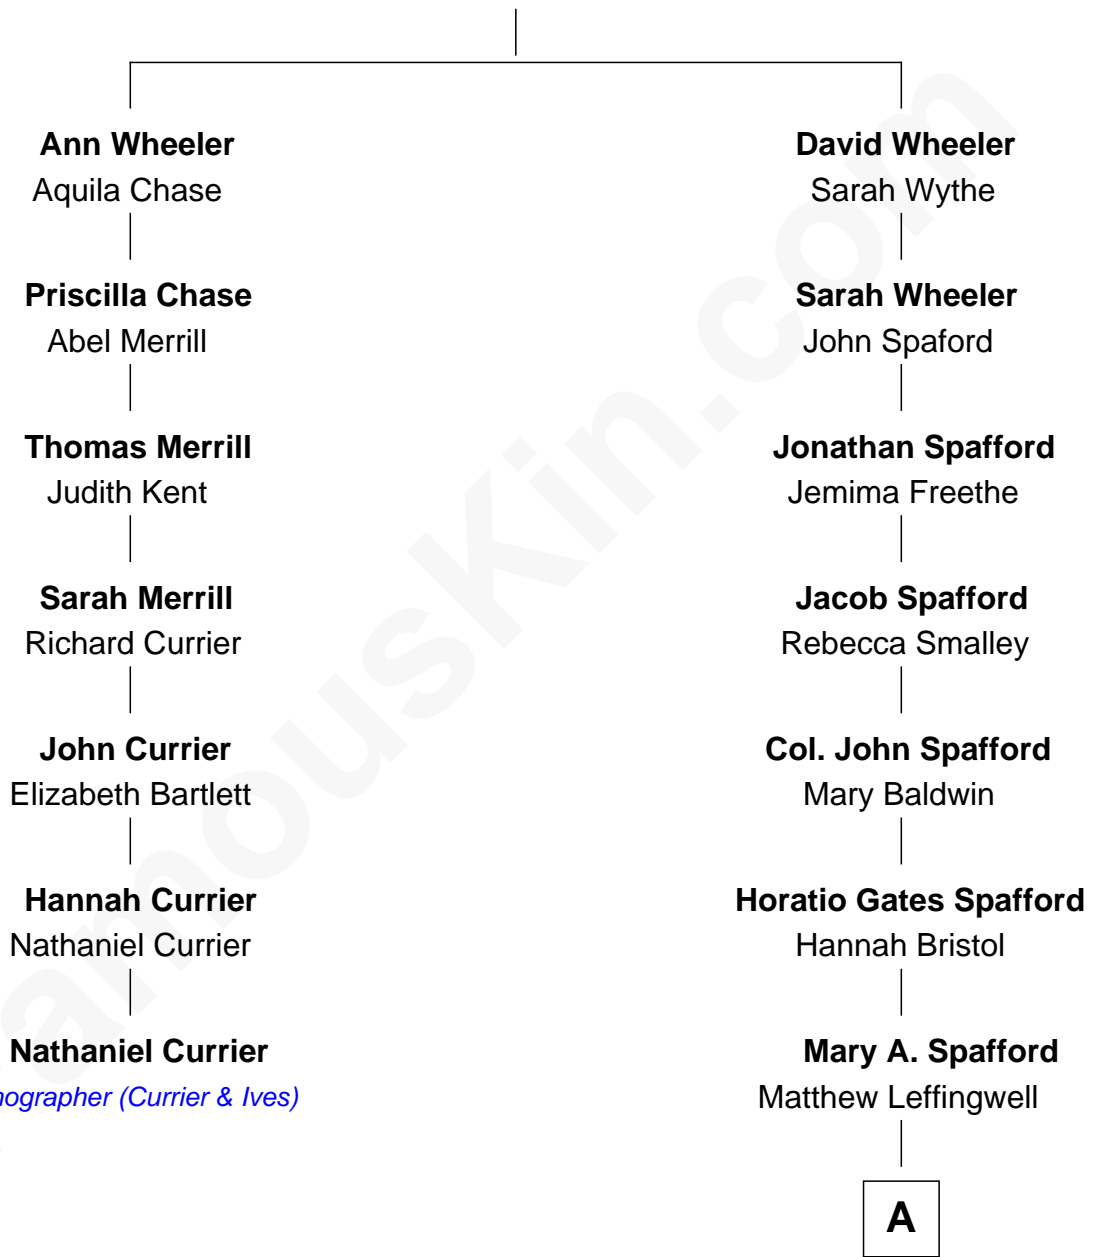 Ann Wheeler
Aquila Chase
Priscilla Chase
Abel Merrill
Thomas Merrill
Judith Kent
Sarah Merrill
Richard Currier
John Currier
Elizabeth Bartlett
Hannah Currier
Nathaniel Currier
Nathaniel Currier
nographer (Currier & Ives)
David Wheeler
Sarah Wythe
Sarah Wheeler
John Spaford
Jonathan Spafford
Jemima Freethe
Jacob Spafford
Rebecca Smalley
Col. John Spafford
Mary Baldwin
Horatio Gates Spafford
Hannah Bristol
Mary A. Spafford
Matthew Leffingwell
A
amouskin.com